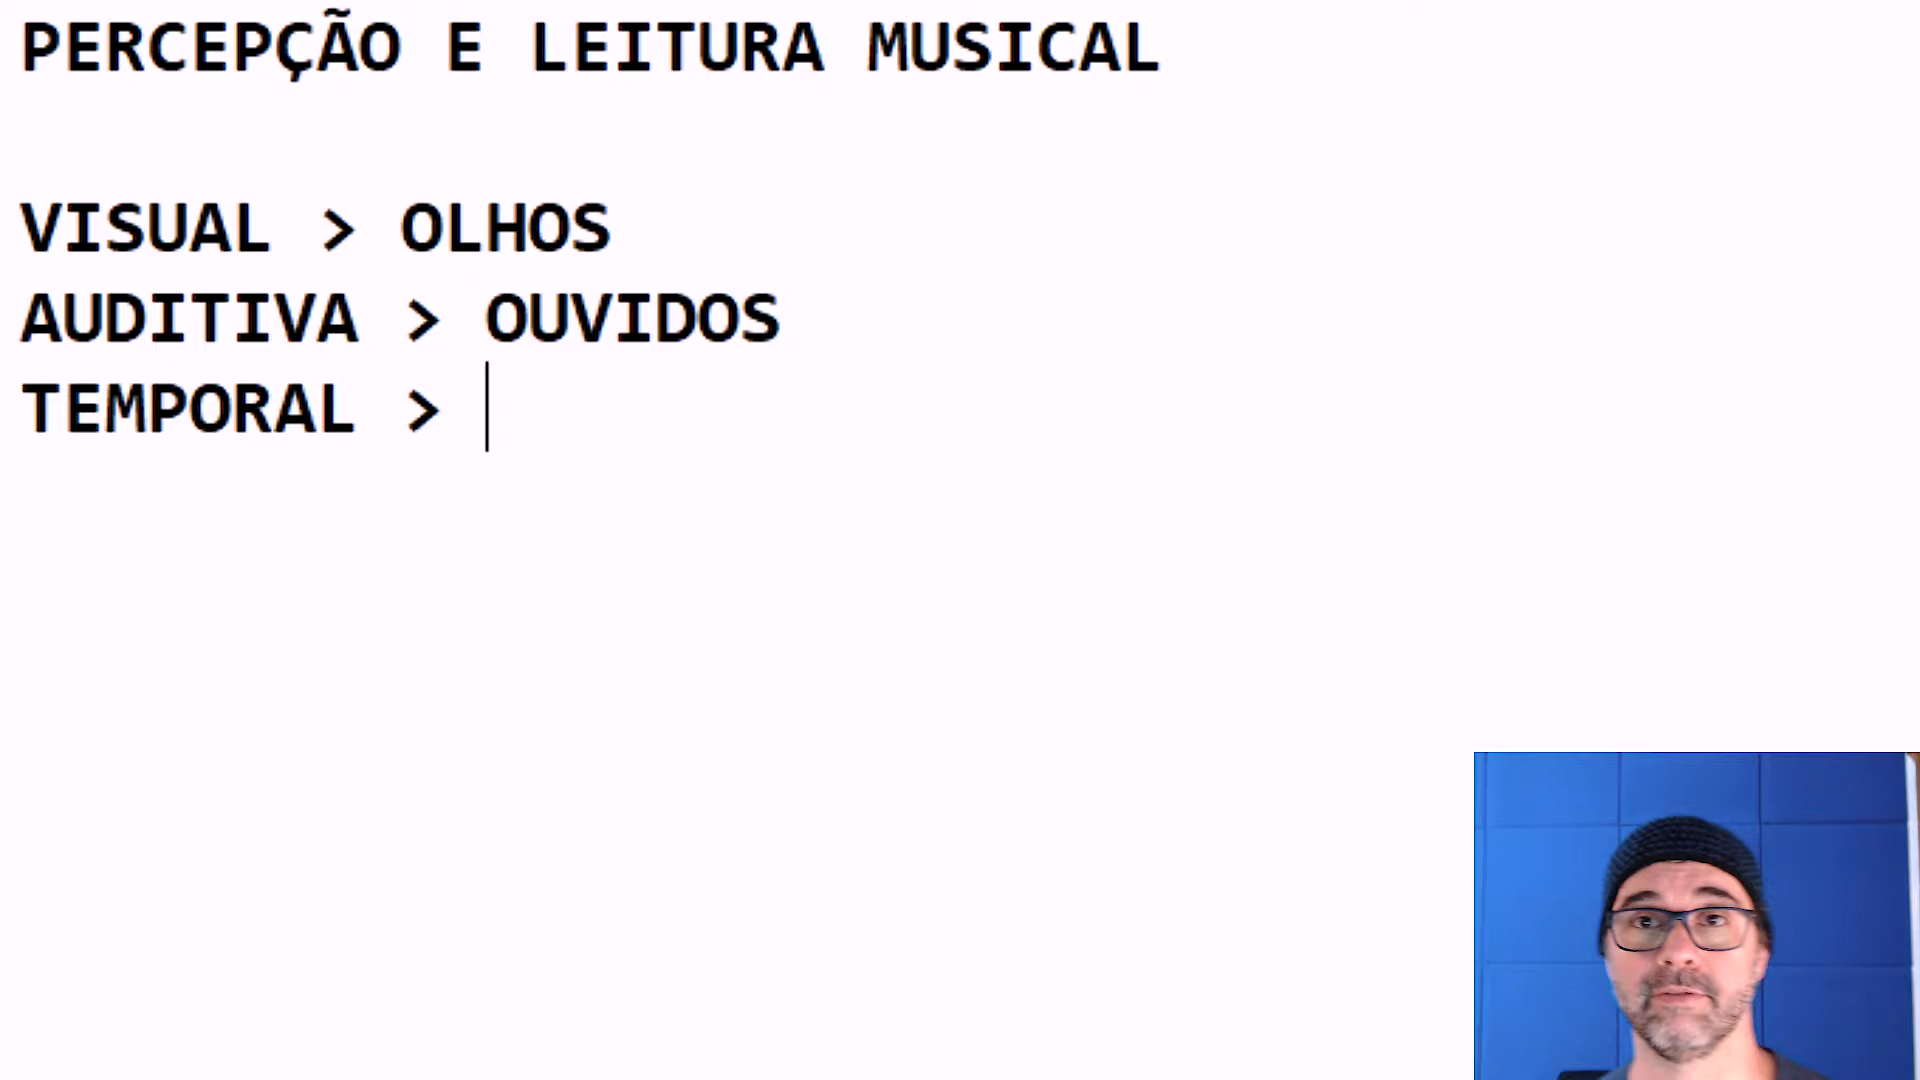 PERCEPÇÃO E LEITURA MUSICAL
VISUAL > OLHOS
AUDITIVA > OUVIDOS
TEMPORAL >